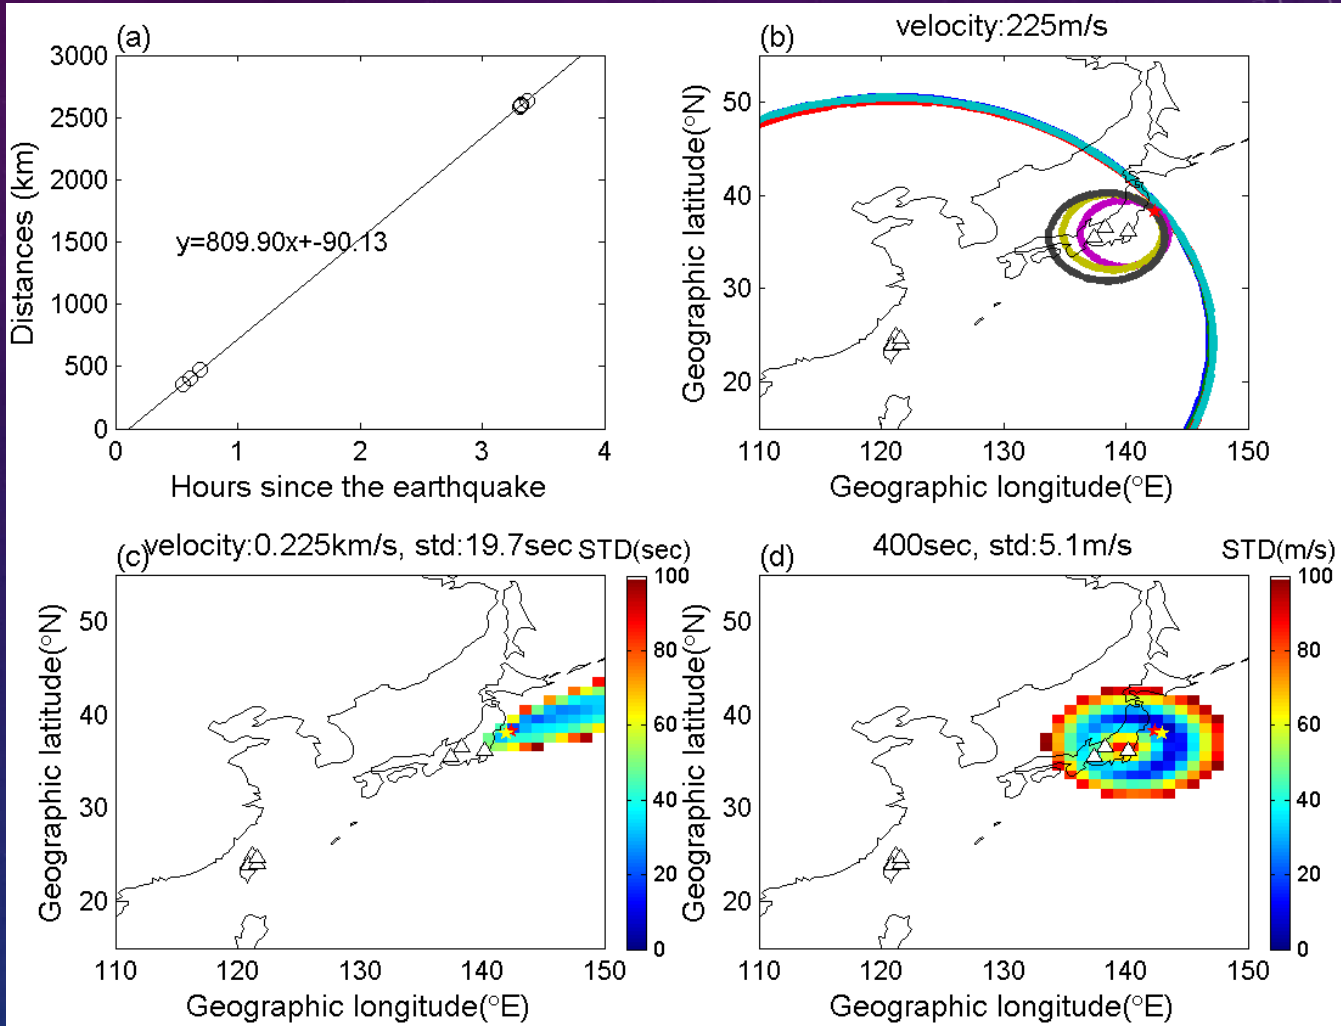 (a)
3000
2500
2000
1500
1000
500
0
y=809.90x+-90.13
Distances (km)
0 1 2 3 4
Hours since the earthquake
(b)
velocity:225m/s
50
40
30
20
Geographic latitude(°N)
110 120 130 140 150
Geographic longitude(°E)
(c)
velocity:0.225km/s, std:19.7sec
STD(sec)
50
40
30
20
Geographic latitude(°N)
110 120 130 140 150
Geographic longitude(°E)
100
80
60
40
20
0
(d)
400sec, std:5.1m/s
STD(m/s)
50
40
30
20
Geographic latitude(°N)
110 120 130 140 150
Geographic longitude(°E)
100
80
60
40
20
0